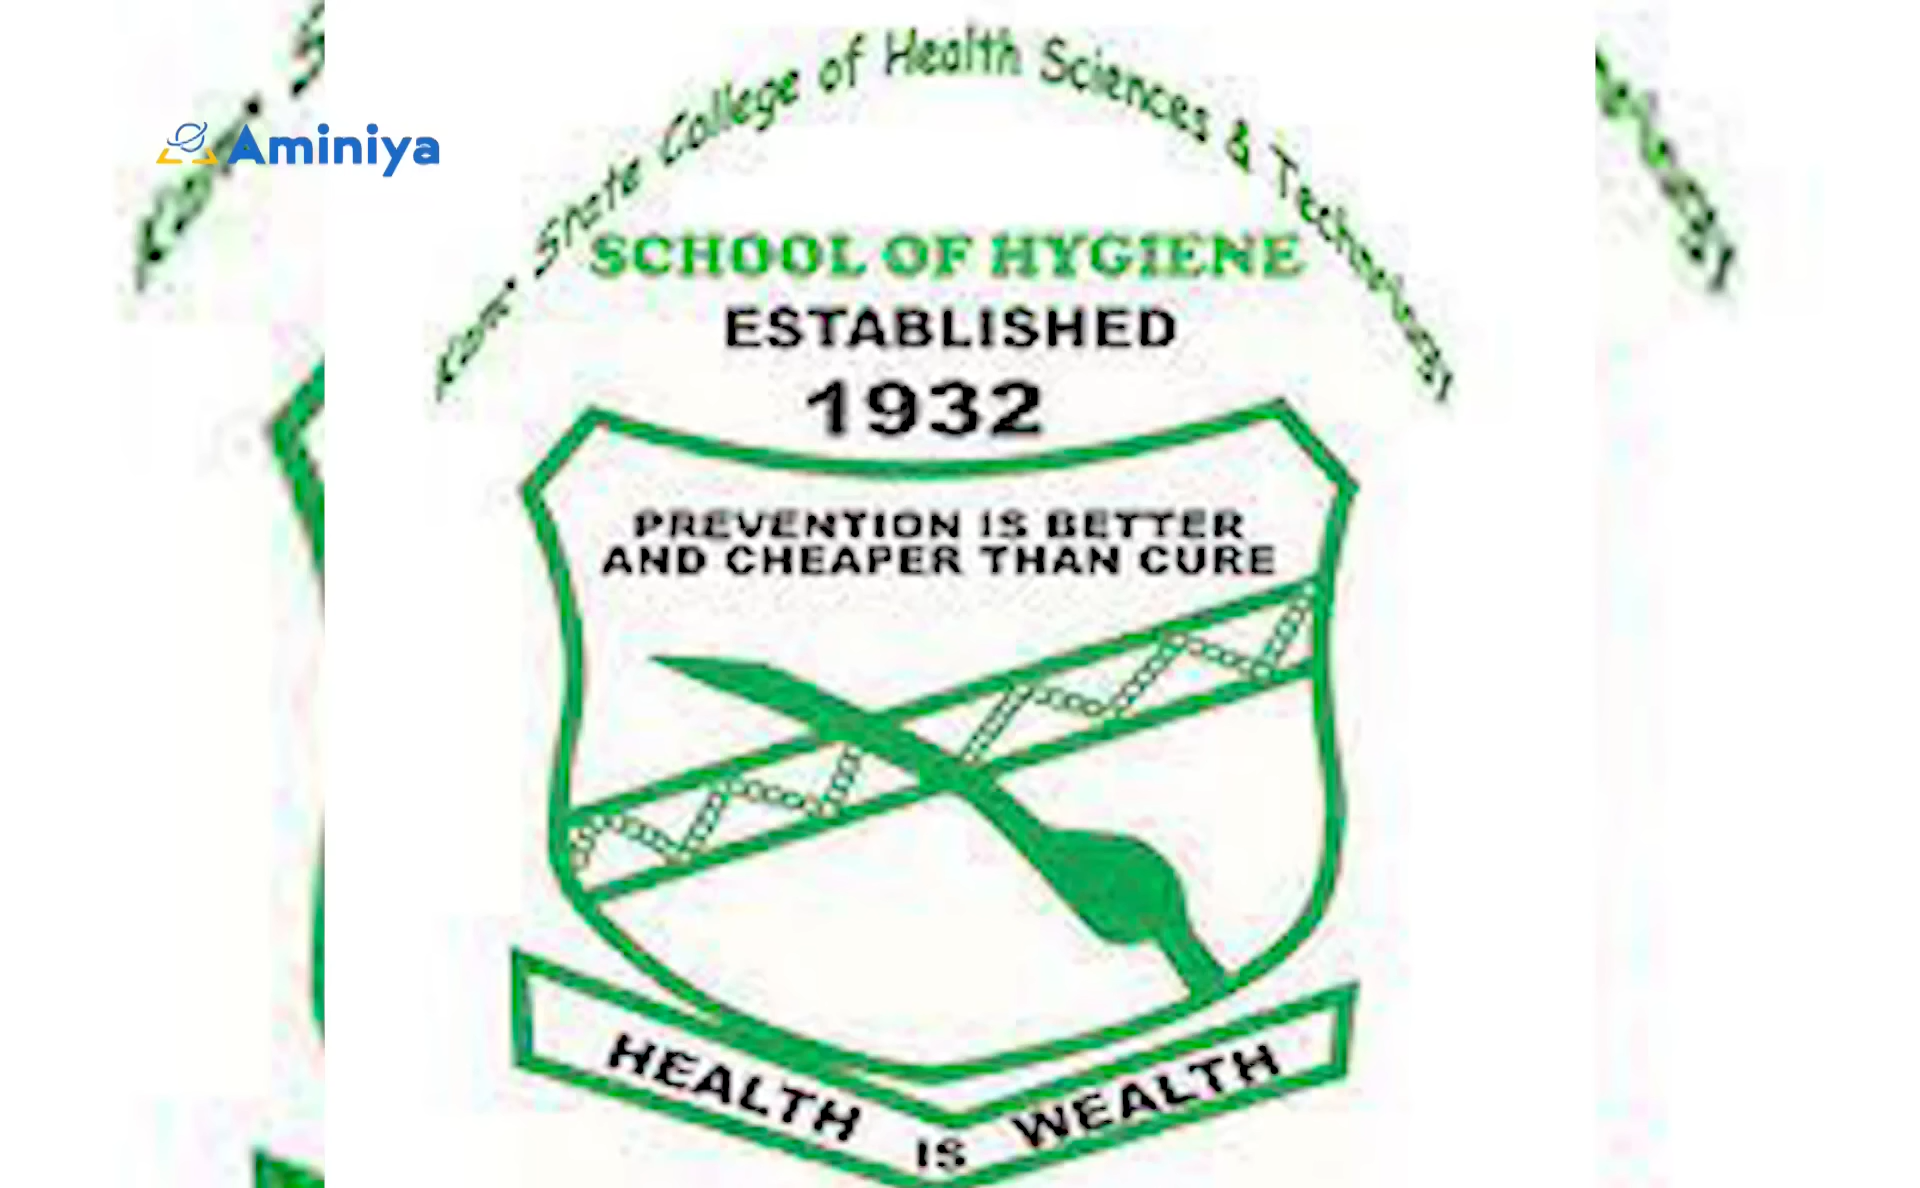 Aminiya
Kano State College of Health Sciences & Technology
SCHOOL OF HYGIENE
ESTABLISHED
1932
PREVENTION IS BETTER
AND CHEAPER THAN CURE
HEALTH IS WEALTH